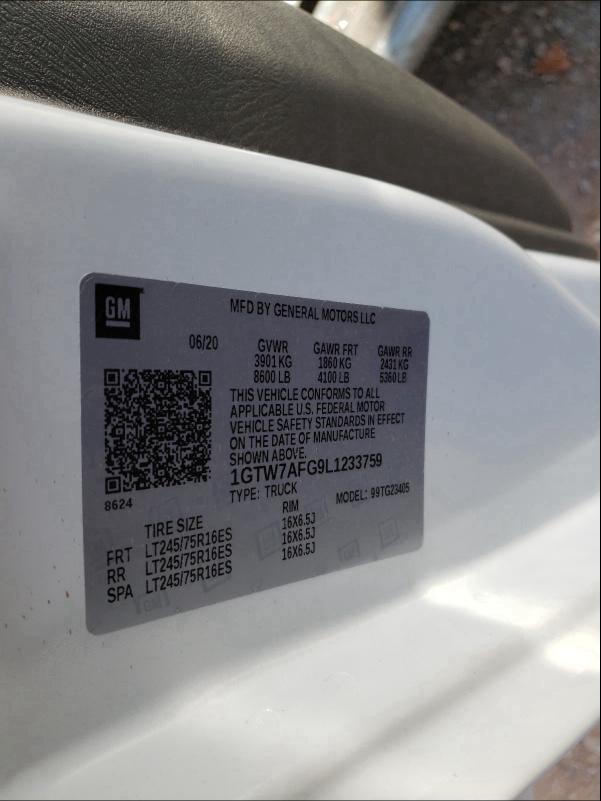 GM
MFD BY GENERAL MOTORS LLC
06/20
GVWR GAWR FRT GAWR RR
3901 KG 1860 KG 2431 KG
8600 LB 4100 LB 5360 LB
THIS VEHICLE CONFORMS TO ALL
APPLICABLE U.S. FEDERAL MOTOR
VEHICLE SAFETY STANDARDS IN EFFECT
ON THE DATE OF MANUFACTURE
SHOWN ABOVE.
1GTW7AFG9L1233759
8624
TYPE: TRUCK MODEL: 99TG23405
TIRE SIZE RIM
FRT LT245/75R16ES 16X6.5J
RR LT245/75R16ES 16X6.5J
SPA LT245/75R16ES 16X6.5J